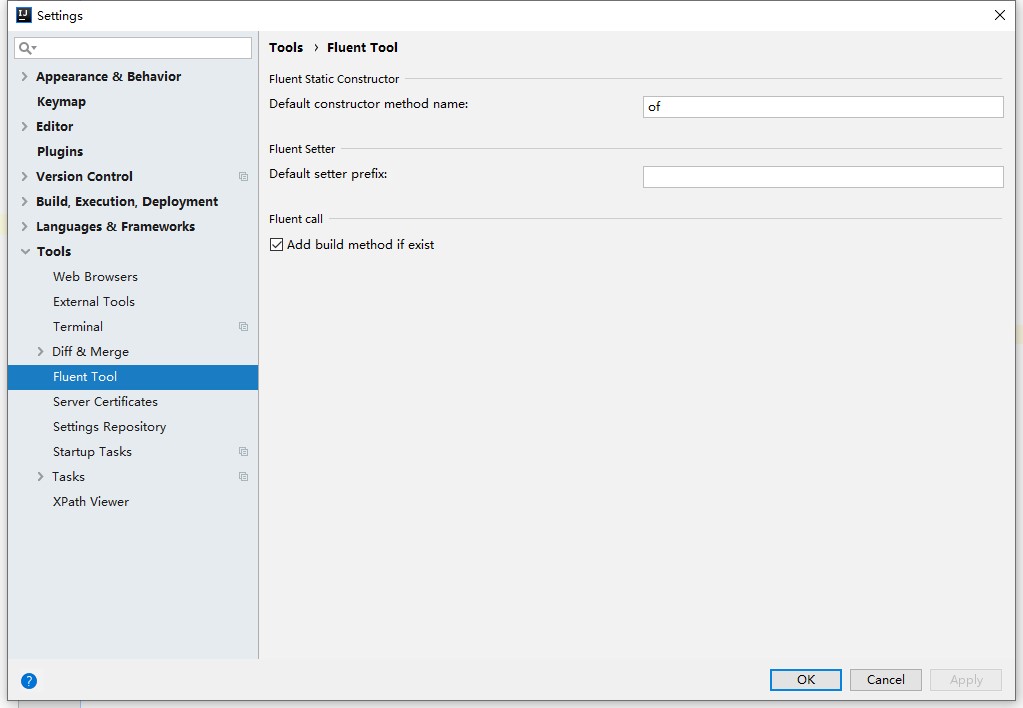 Settings
Appearance & Behavior
Keymap
Editor
Plugins
Version Control
Build, Execution, Deployment
Languages & Frameworks
Tools
Web Browsers
External Tools
Terminal
Diff & Merge
Fluent Tool
Server Certificates
Settings Repository
Startup Tasks
Tasks
XPath Viewer
Tools › Fluent Tool
Fluent Static Constructor
Default constructor method name: of
Fluent Setter
Default setter prefix:
Fluent call
Add build method if exist
? OK Cancel Apply